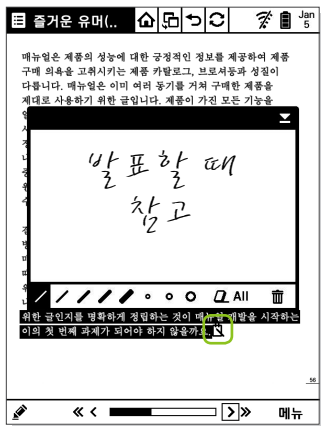 즐거운 유머(..
Jan
5
매뉴얼은 제품의 성능에 대한 긍정적인 정보를 제공하여 제품
구매 의욕을 고취시키는 제품 카탈로그, 브로셔등과 성질이
다릅니다. 매뉴얼은 이미 여러 동기를 거쳐 구매한 제품을
제대로 사용하기 위한 글입니다. 제품이 가진 모든 기능을
발표할 때
참고
All
위한 글인지를 명확하게 정립하는 것이 매뉴얼 개발을 시작하는
이의 첫 번째 과제가 되어야 하지 않을까요.
56
메뉴